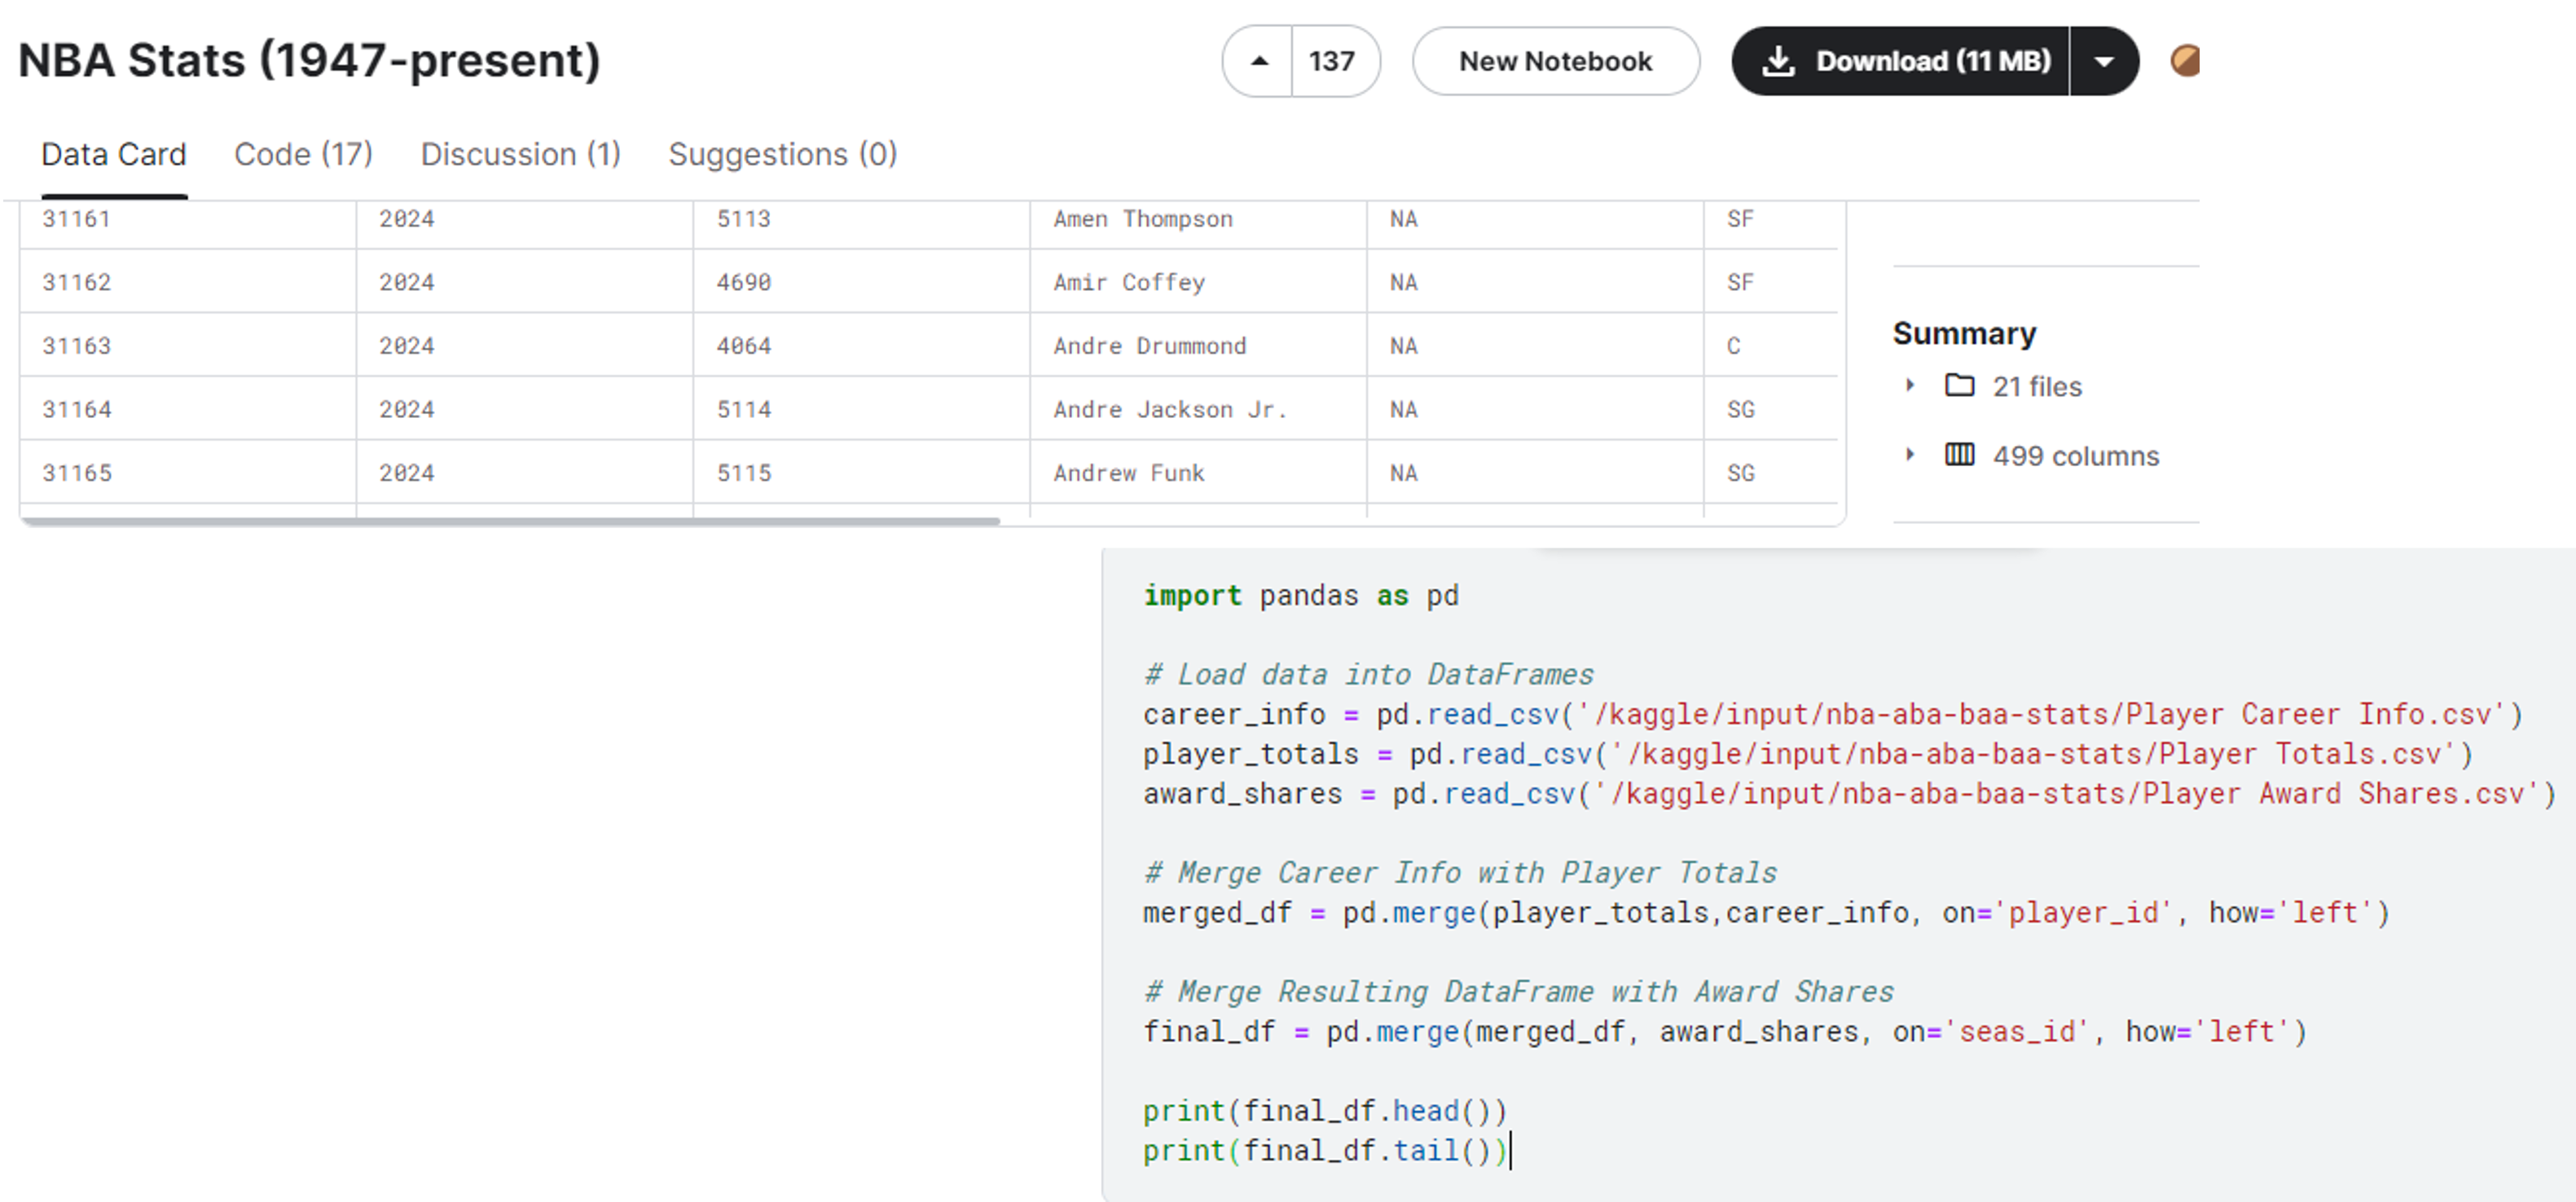 NBA Stats (1947-present)
137
New Notebook
Download (11 MB)
Data Card Code (17) Discussion (1) Suggestions (0)
31161 2024 5113 Amen Thompson NA SF
31162 2024 4690 Amir Coffey NA SF
31163 2024 4064 Andre Drummond NA C
31164 2024 5114 Andre Jackson Jr. NA SG
31165 2024 5115 Andrew Funk NA SG
Summary
21 files
499 columns
import pandas as pd
# Load data into DataFrames
career_info = pd.read_csv('/kaggle/input/nba-aba-baa-stats/Player Career Info.csv')
player_totals = pd.read_csv('/kaggle/input/nba-aba-baa-stats/Player Totals.csv')
award_shares = pd.read_csv('/kaggle/input/nba-aba-baa-stats/Player Award Shares.csv')
# Merge Career Info with Player Totals
merged_df = pd.merge(player_totals,career_info, on='player_id', how='left')
# Merge Resulting DataFrame with Award Shares
final_df = pd.merge(merged_df, award_shares, on='seas_id', how='left')
print(final_df.head())
print(final_df.tail())